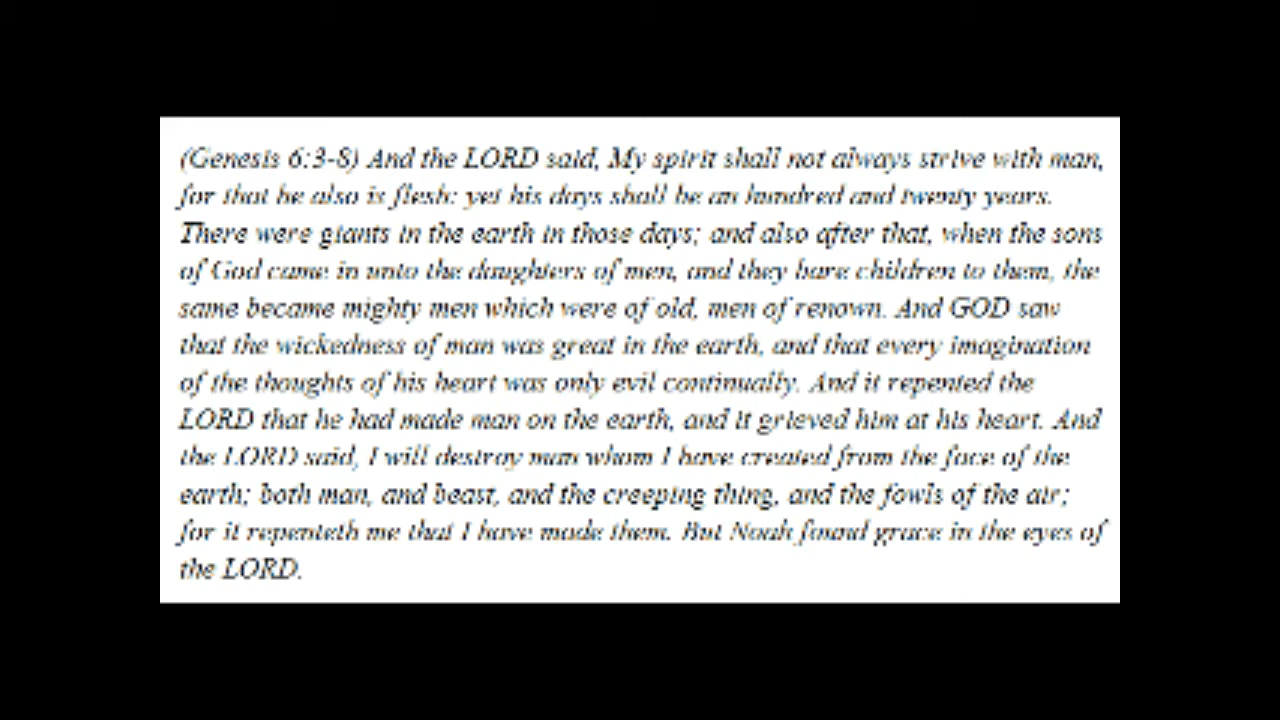 (Genesis 6:3-8) And the LORD said, My spirit shall not always strive with man,
for that he also is flesh: yet his days shall be an hundred and twenty years.
There were giants in the earth in those days; and also after that, when the sons
of God came in unto the daughters of men, and they bare children to them, the
same became mighty men which were of old, men of renown. And GOD saw
that the wickedness of man was great in the earth, and that every imagination
of the thoughts of his heart was only evil continually. And it repented the
LORD that he had made man on the earth, and it grieved him at his heart. And
the LORD said, I will destroy man whom I have created from the face of the
earth; both man, and beast, and the creeping thing, and the fowls of the air;
for it repenteth me that I have made them. But Noah found grace in the eyes of
the LORD.